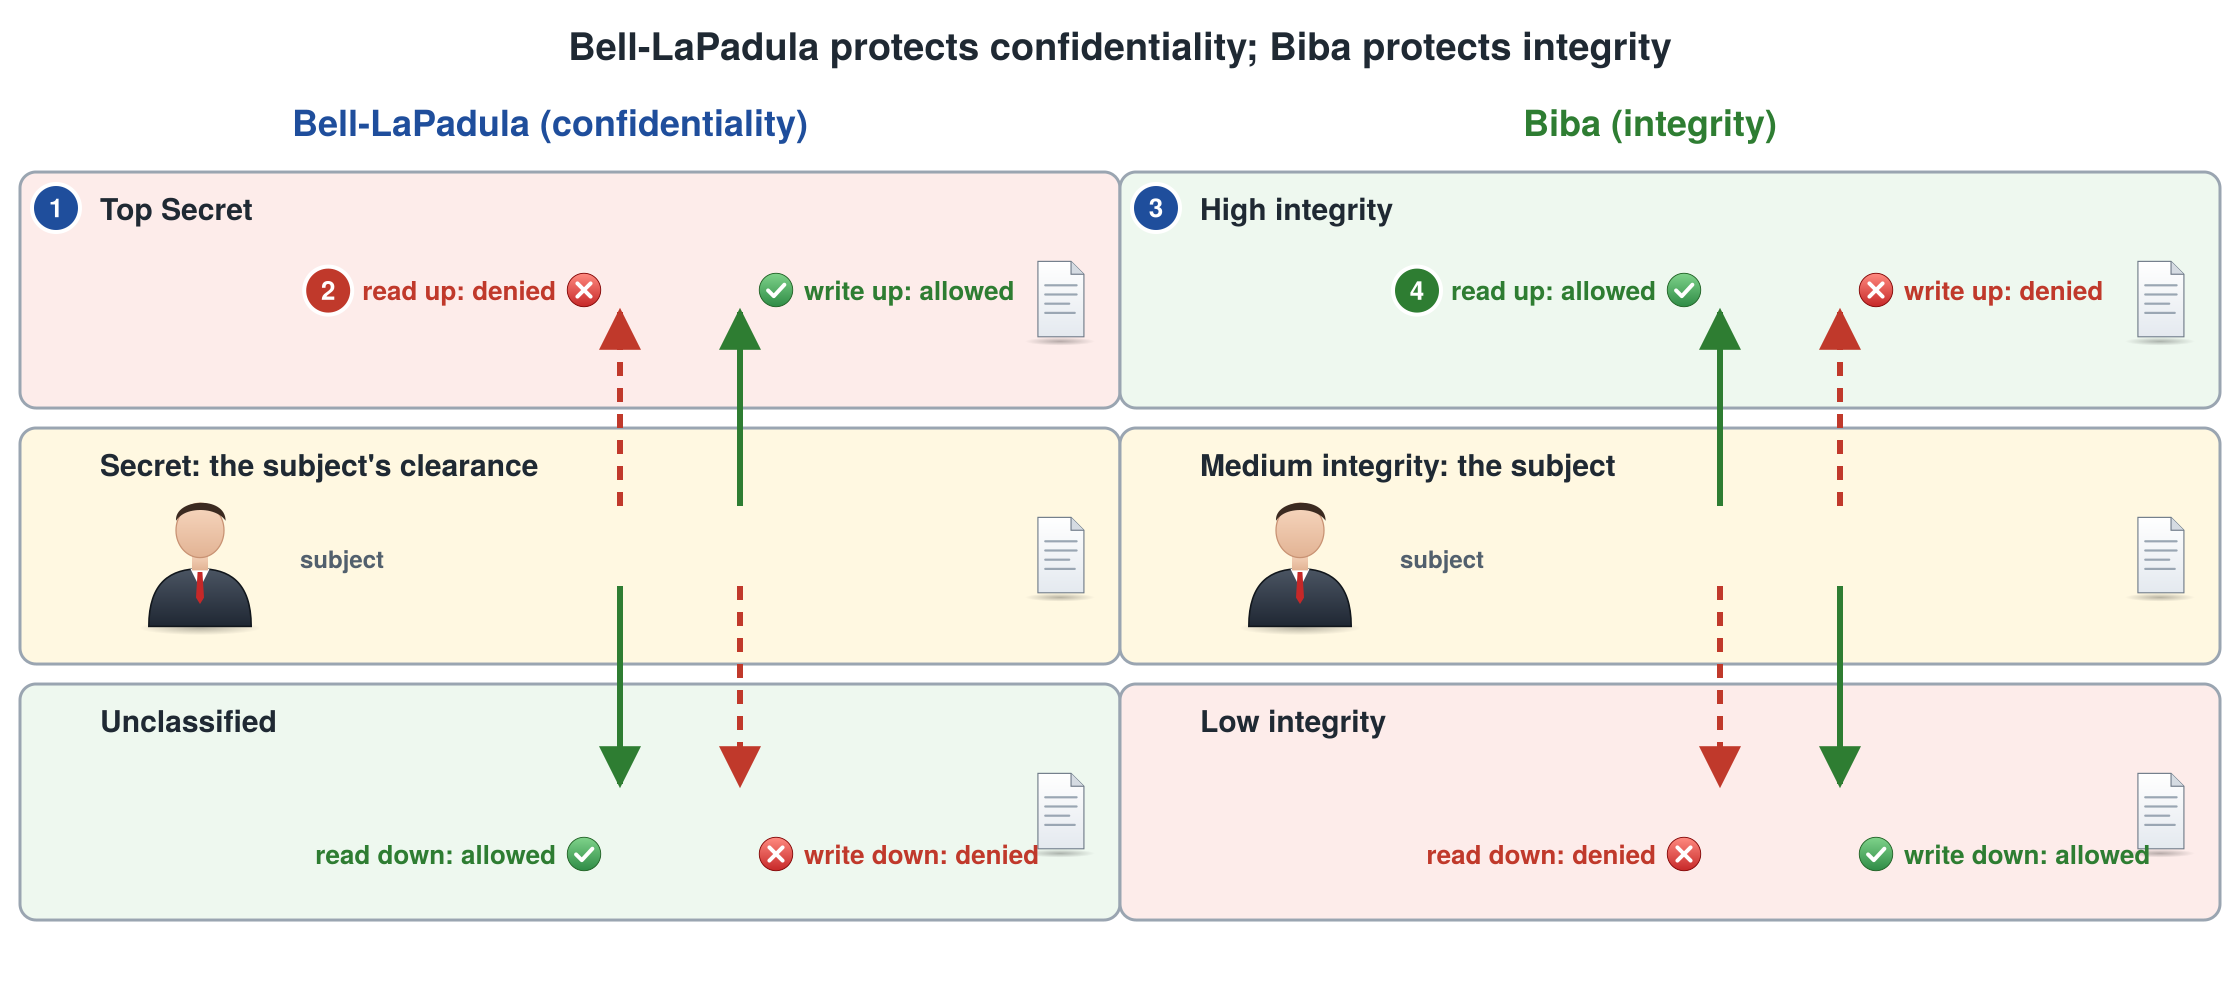 Bell-LaPadula protects confidentiality; Biba protects integrity
Bell-LaPadula (confidentiality)
1 Top Secret
2 read up: denied
write up: allowed
Secret: the subject's clearance
subject
Unclassified
read down: allowed
write down: denied
Biba (integrity)
3 High integrity
4 read up: allowed
write up: denied
Medium integrity: the subject
subject
Low integrity
read down: denied
write down: allowed